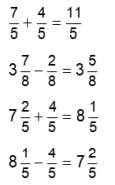 7/5 + 4/5 = 11/5
3 7/8 − 2/8 = 3 5/8
7 2/5 + 4/5 = 8 1/5
8 1/5 − 4/5 = 7 2/5